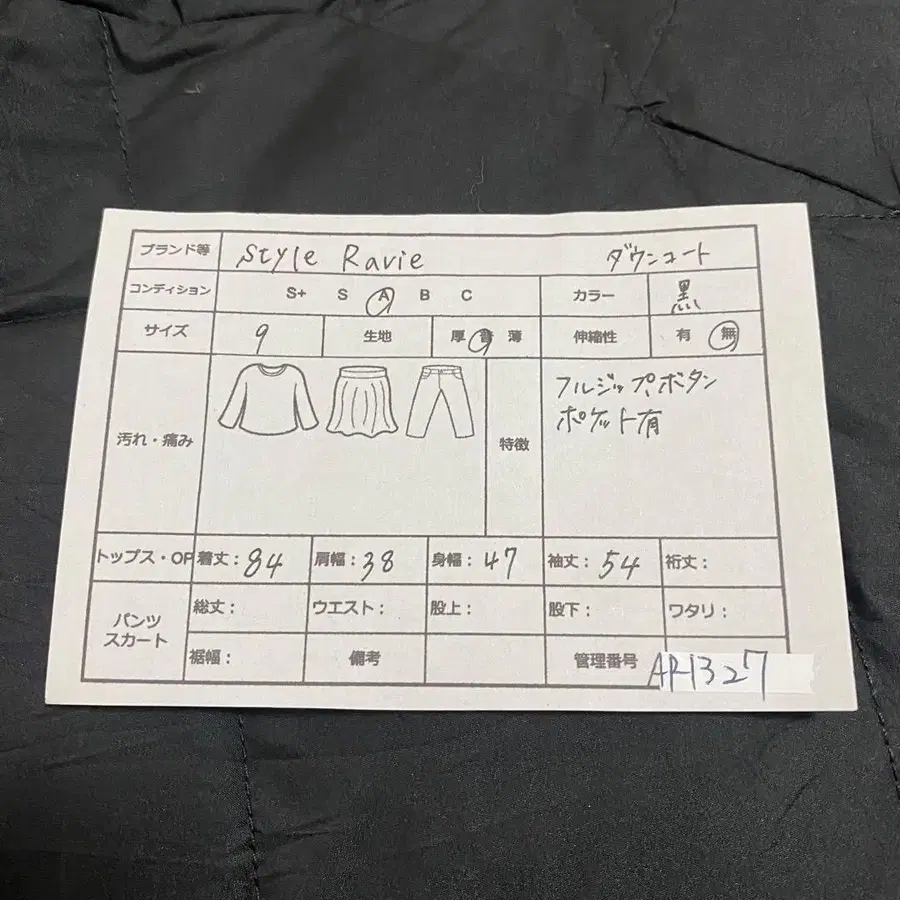 ブランド等 Style Ravie ダウンコート
コンディション S+ S A B C カラー 黒
サイズ 9 生地 厚 普 薄 伸縮性 有 無
汚れ・痛み 特徴 フルジップ、ボタン
ポケット有
トップス・OP 着丈：84 肩幅：38 身幅：47 袖丈：54 裄丈：
パンツ
スカート
総丈： ウエスト： 股上： 股下： ワタリ：
裾幅： 備考 管理番号 AP-1327